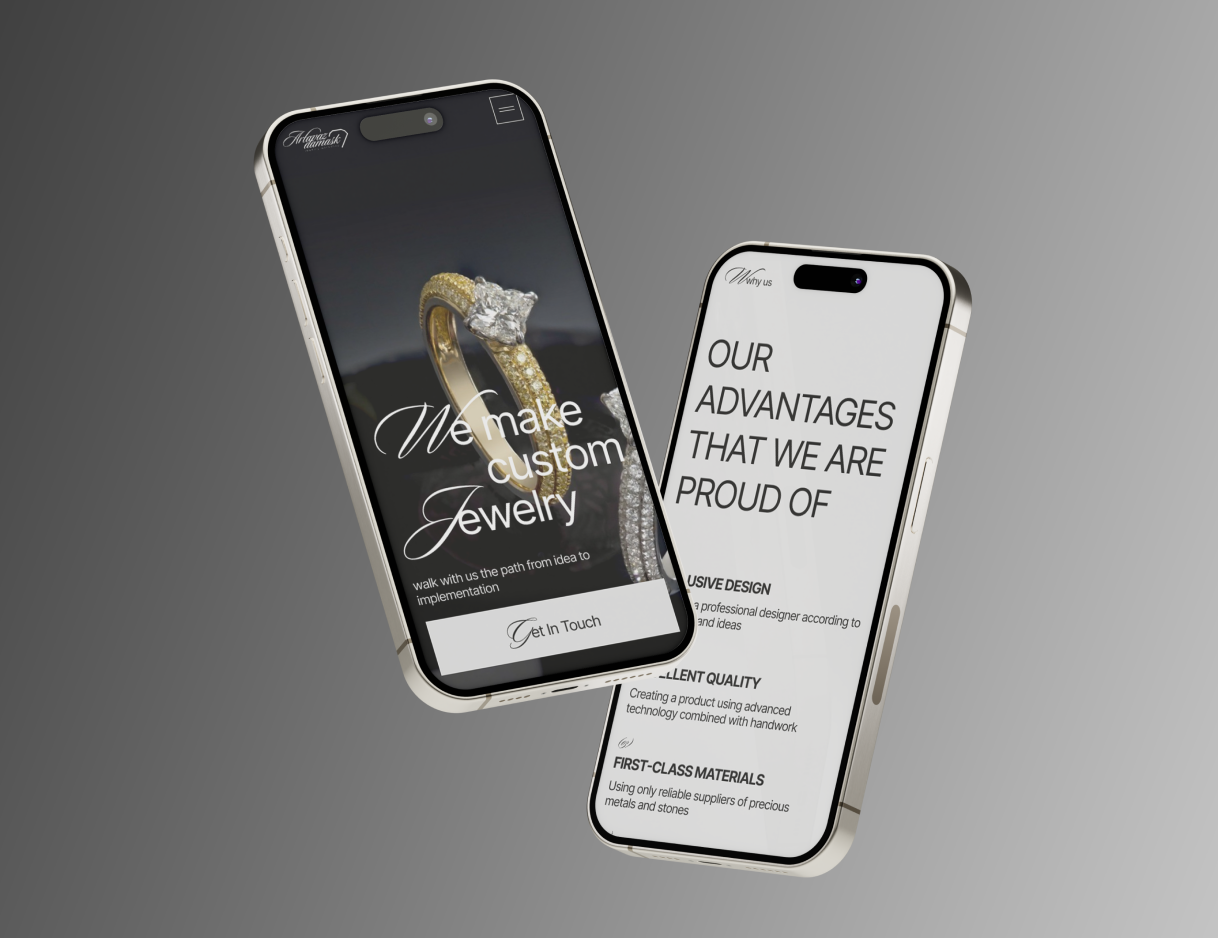 Artavaz
damask
We make
custom
Jewelry
walk with us the path from idea to
implementation
Get In Touch
Wwhy us
OUR
ADVANTAGES
THAT WE ARE
PROUD OF
USIVE DESIGN
a professional designer according to
and ideas
LLENT QUALITY
Creating a product using advanced
technology combined with handwork
FIRST-CLASS MATERIALS
Using only reliable suppliers of precious
metals and stones